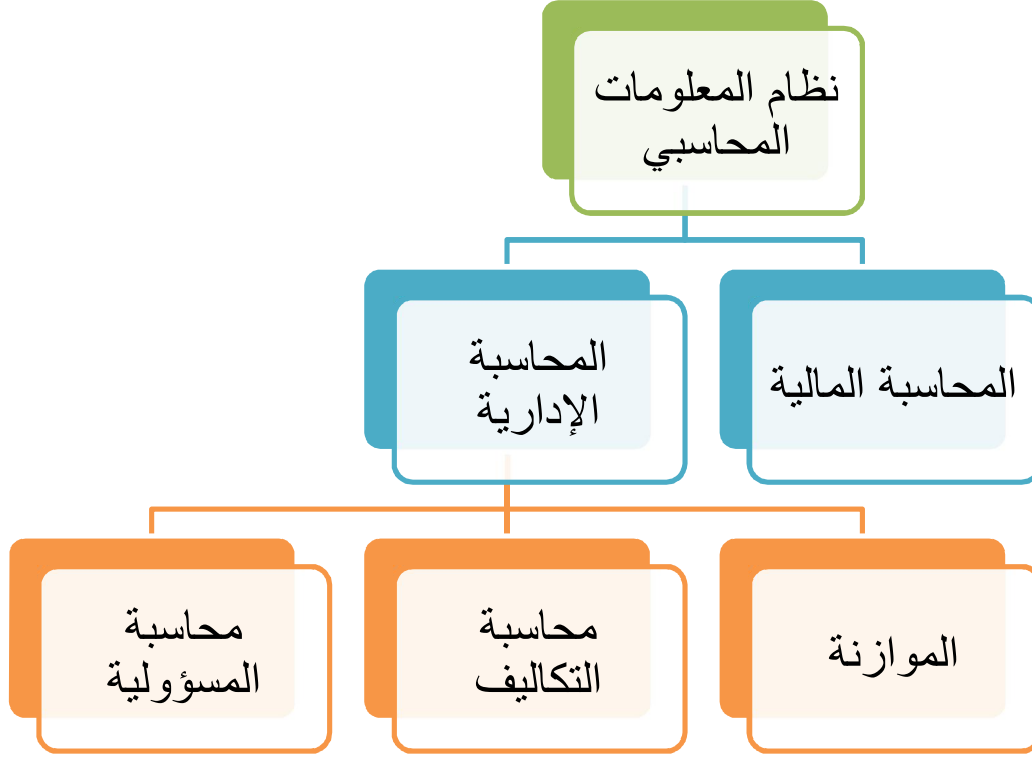 نظام المعلومات
المحاسبي
المحاسبة المالية
المحاسبة
الإدارية
الموازنة
محاسبة
التكاليف
محاسبة
المسؤولية